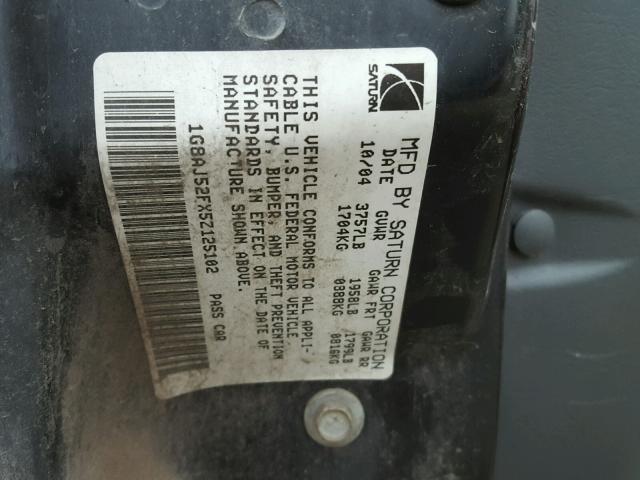 SATURN
MFD BY SATURN CORPORATION
DATE GVWR GAWR FRT GAWR RR
10/04 3757LB 1958LB 1799LB
1704KG 0888KG 0816KG
THIS VEHICLE CONFORMS TO ALL APPLI-
CABLE U.S. FEDERAL MOTOR VEHICLE
SAFETY, BUMPER, AND THEFT PREVENTION
STANDARDS IN EFFECT ON THE DATE OF
MANUFACTURE SHOWN ABOVE.
1G8AJ52FX5Z125102 PASS CAR